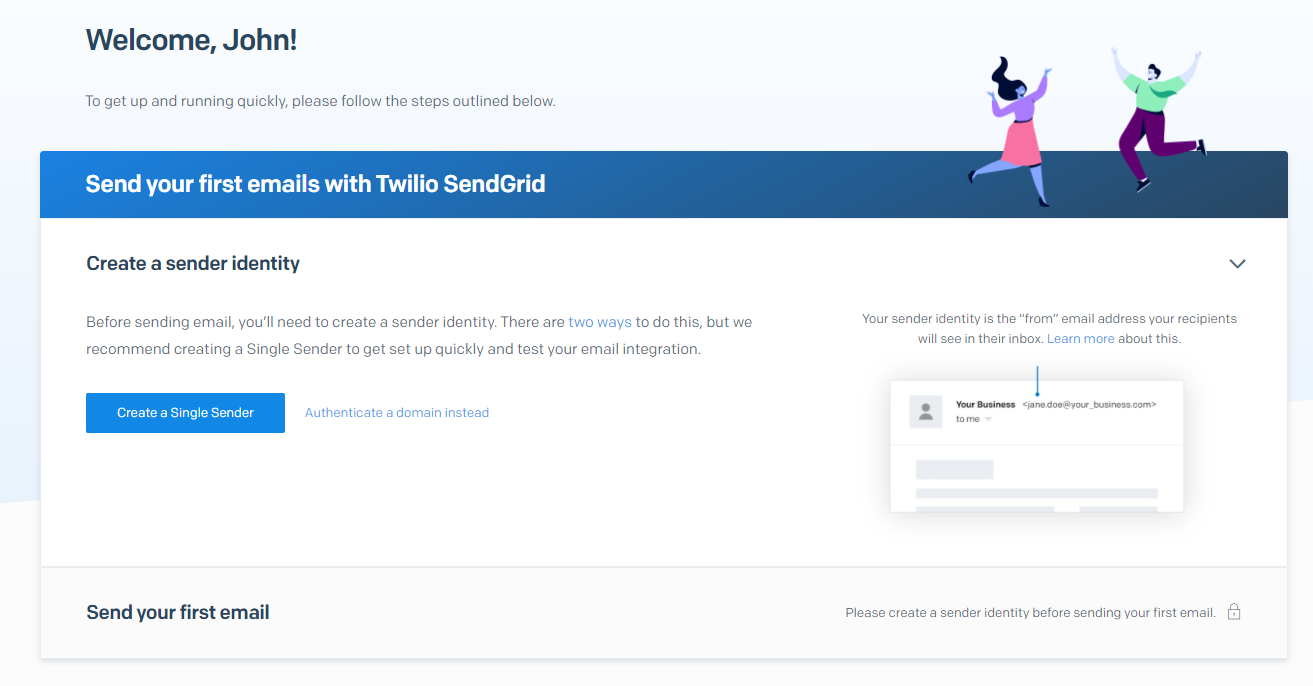 Welcome, John!
To get up and running quickly, please follow the steps outlined below.
Send your first emails with Twilio SendGrid
Create a sender identity
Before sending email, you’ll need to create a sender identity. There are two ways to do this, but we
recommend creating a Single Sender to get set up quickly and test your email integration.
Create a Single Sender
Authenticate a domain instead
Your sender identity is the “from” email address your recipients
will see in their inbox. Learn more about this.
Your Business <jane.doe@your_business.com>
to me
Send your first email
Please create a sender identity before sending your first email.